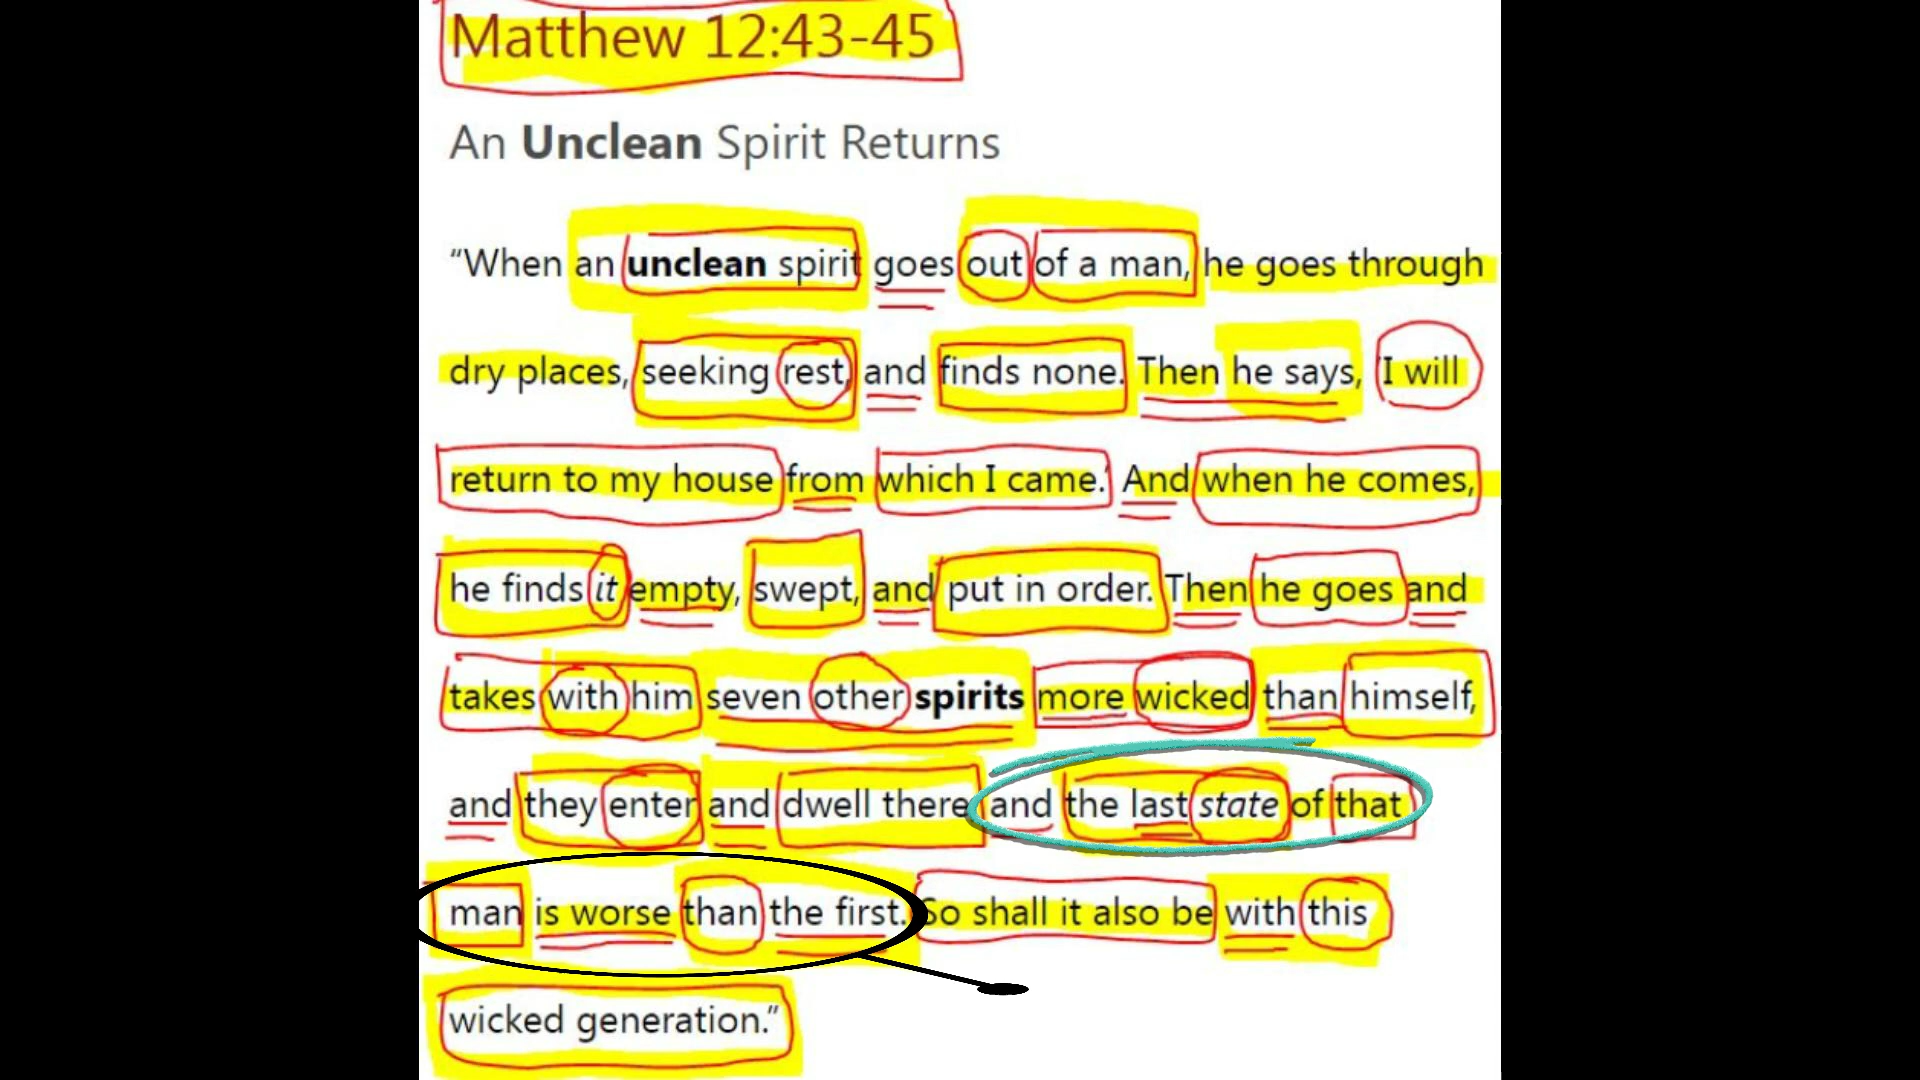 Matthew 12:43-45
An Unclean Spirit Returns
“When an unclean spirit goes out of a man, he goes through
dry places, seeking rest, and finds none. Then he says, ‘I will
return to my house from which I came.’ And when he comes,
he finds it empty, swept, and put in order. Then he goes and
takes with him seven other spirits more wicked than himself,
and they enter and dwell there and the last state of that
man is worse than the first. So shall it also be with this
wicked generation.”